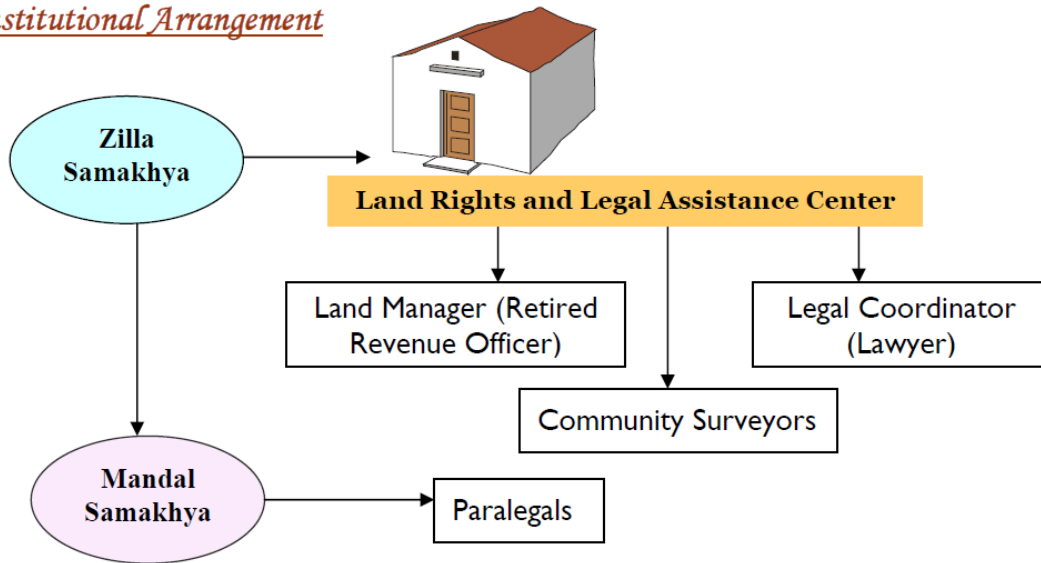 nstitutional Arrangement
Zilla
Samakhya
Land Rights and Legal Assistance Center
Land Manager (Retired
Revenue Officer)
Legal Coordinator
(Lawyer)
Community Surveyors
Mandal
Samakhya
Paralegals